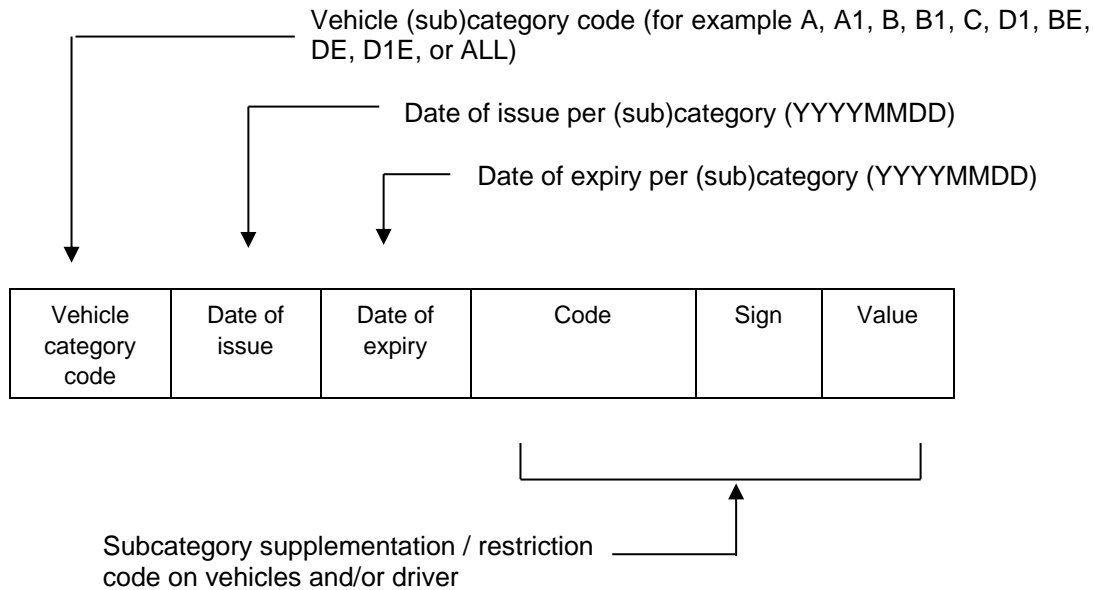 Vehicle (sub)category code (for example A, A1, B, B1, C, D1, BE,
DE, D1E, or ALL)
Date of issue per (sub)category (YYYYMMDD)
Date of expiry per (sub)category (YYYYMMDD)
Vehicle
category
code
Date of
issue
Date of
expiry
Code
Sign
Value
Subcategory supplementation / restriction
code on vehicles and/or driver